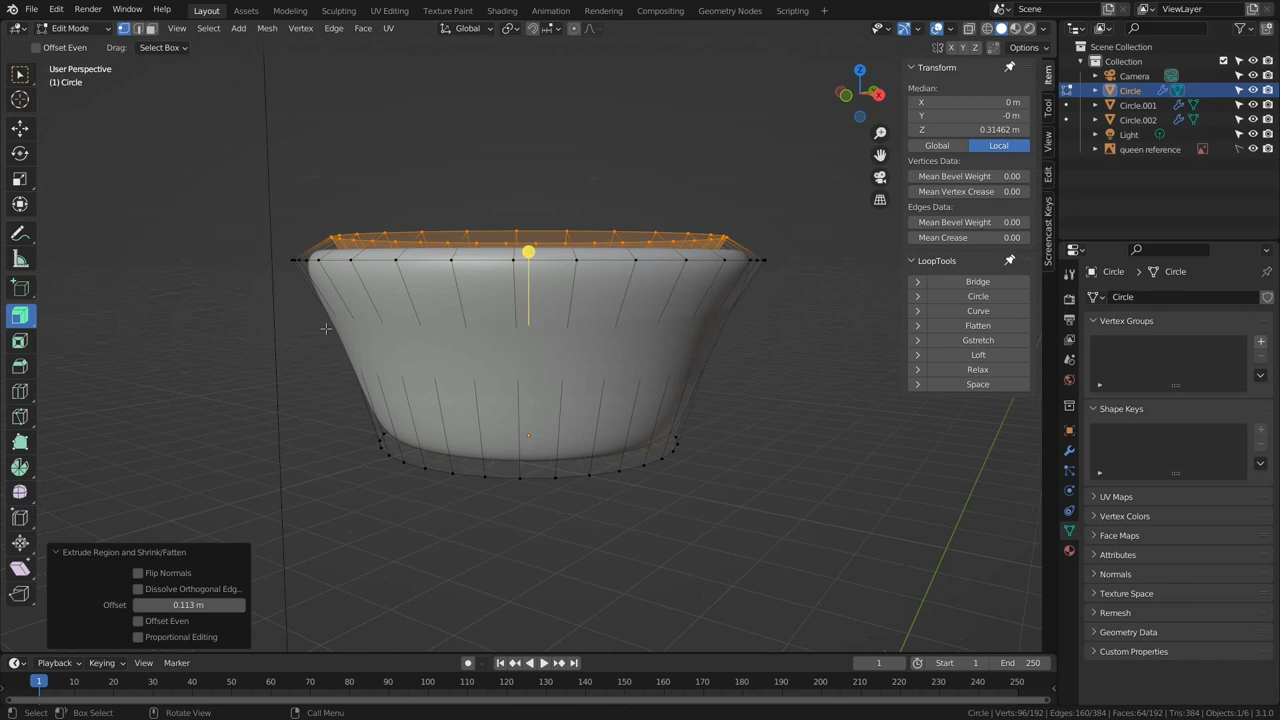 File Edit Render Window Help Layout Assets Modeling Sculpting UV Editing Texture Paint Shading Animation Rendering Compositing Geometry Nodes Scripting + Scene ViewLayer
Edit Mode View Select Add Mesh Vertex Edge Face UV Global
Offset Even Drag: Select Box X Y Z Options
User Perspective
(1) Circle
Z
X
Transform
Median:
X 0 m
Y -0 m
Z 0.31462 m
Global Local
Vertices Data:
Mean Bevel Weight 0.00
Mean Vertex Crease 0.00
Edges Data:
Mean Bevel Weight 0.00
Mean Crease 0.00
LoopTools
Bridge
Circle
Curve
Flatten
Gstretch
Loft
Relax
Space
Item
Tool
View
Edit
Screencast Keys
Scene Collection
Collection
Camera
Circle
Circle.001
Circle.002
Light
queen reference
Circle Circle
Circle
Vertex Groups
Shape Keys
UV Maps
Vertex Colors
Face Maps
Attributes
Normals
Texture Space
Remesh
Geometry Data
Custom Properties
Extrude Region and Shrink/Fatten
Flip Normals
Dissolve Orthogonal Edg...
Offset 0.113 m
Offset Even
Proportional Editing
Playback Keying View Marker 1 Start 1 End 250
1 10 20 30 40 50 60 70 80 90 100 110 120 130 140 150 160 170 180 190 200 210 220 230 240 250
Select Box Select Rotate View Call Menu Circle | Verts:96/192 | Edges:160/384 | Faces:64/192 | Tris:384 | Objects:1/6 | 3.1.0